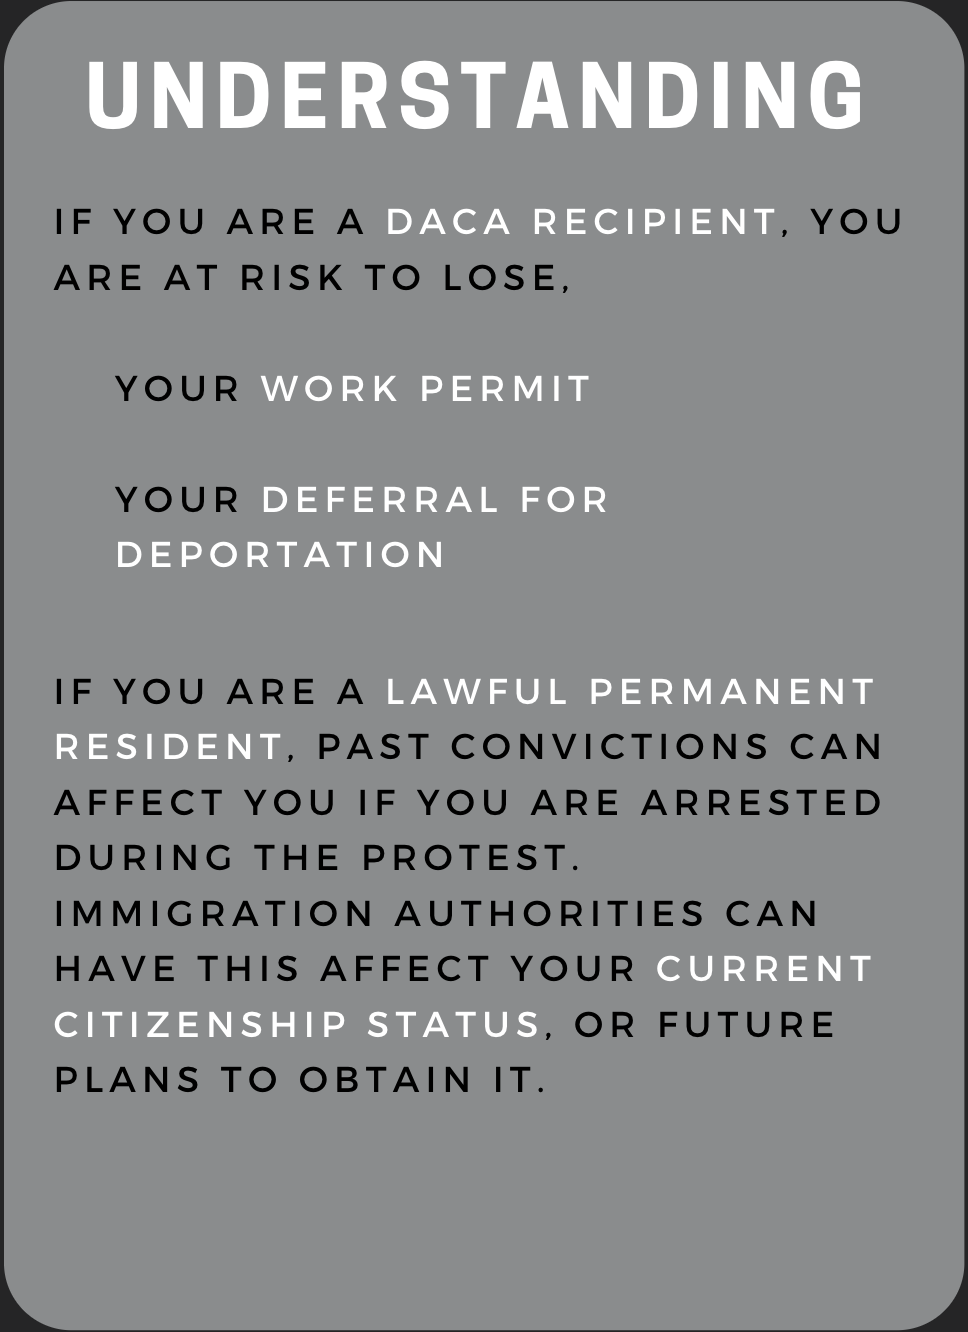 UNDERSTANDING
IF YOU ARE A DACA RECIPIENT, YOU
ARE AT RISK TO LOSE,
YOUR WORK PERMIT
YOUR DEFERRAL FOR
DEPORTATION
IF YOU ARE A LAWFUL PERMANENT
RESIDENT, PAST CONVICTIONS CAN
AFFECT YOU IF YOU ARE ARRESTED
DURING THE PROTEST.
IMMIGRATION AUTHORITIES CAN
HAVE THIS AFFECT YOUR CURRENT
CITIZENSHIP STATUS, OR FUTURE
PLANS TO OBTAIN IT.